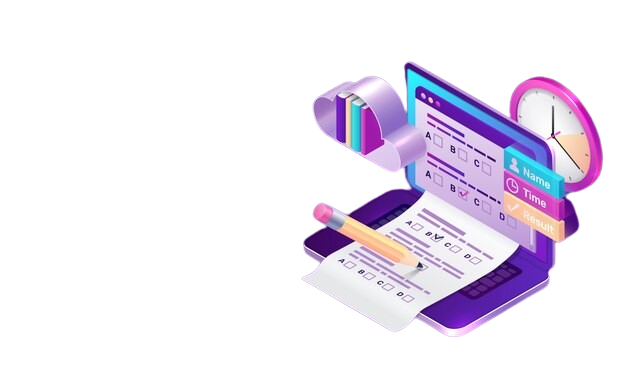 A B C
A B C D
Name
Time
Result
A B C D
A B C D